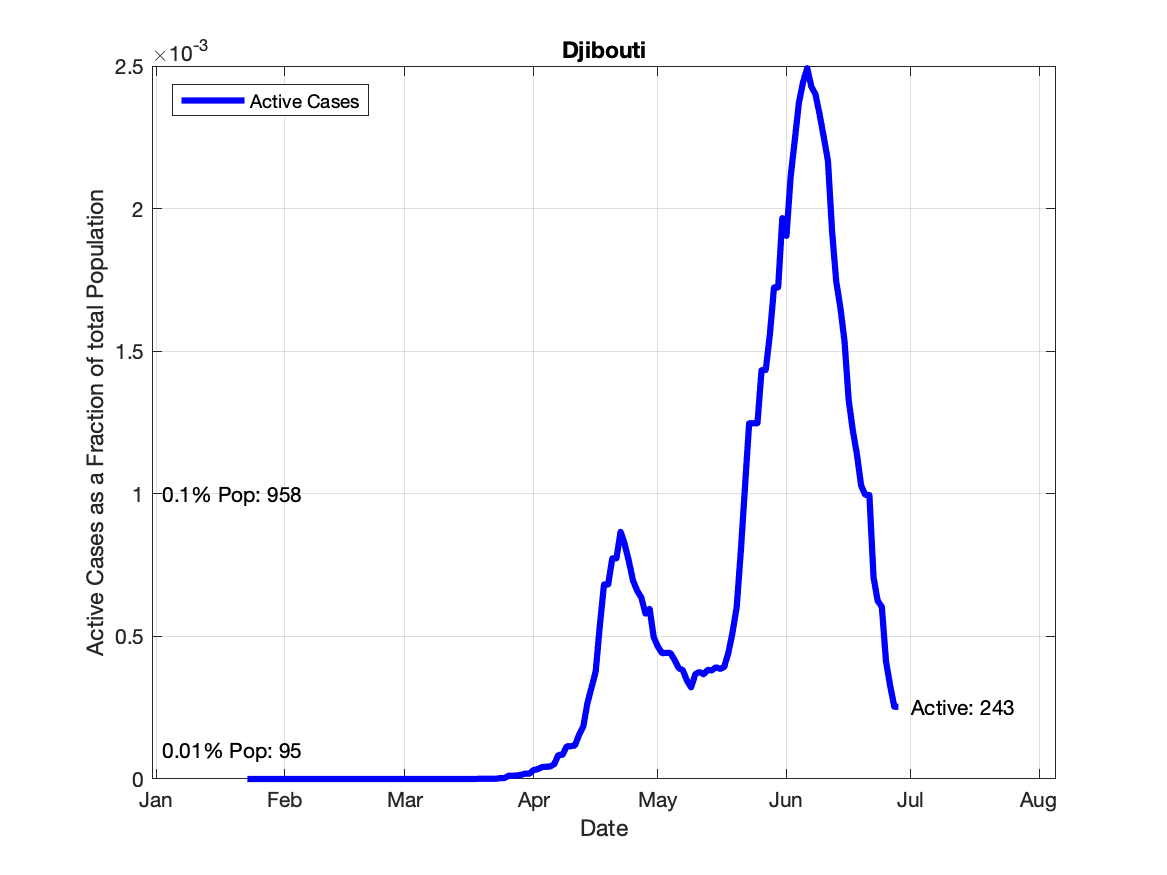 Djibouti
×10-3
2.5
2
1.5
1
0.5
0
Active Cases as a Fraction of total Population
Active Cases
0.1% Pop: 958
0.01% Pop: 95
Active: 243
Jan Feb Mar Apr May Jun Jul Aug
Date